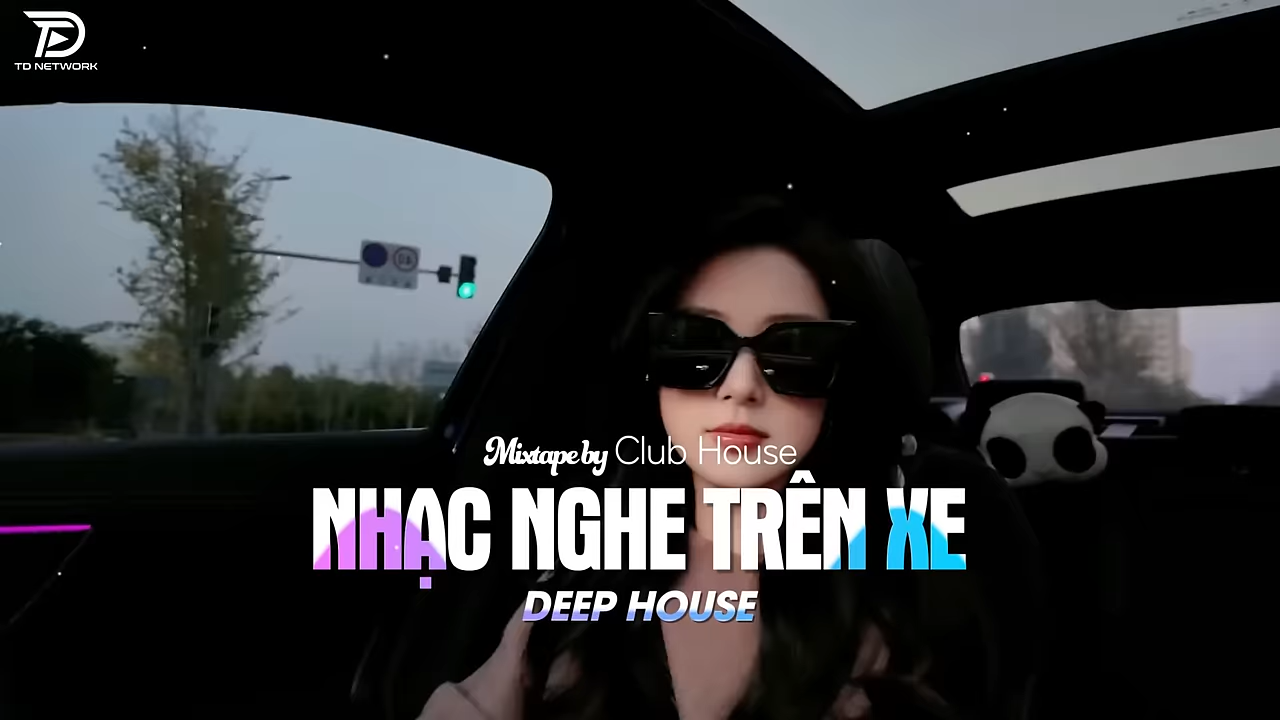 TD NETWORK
Mixtape by Club House
NHẠC NGHE TRÊN XE
DEEP HOUSE